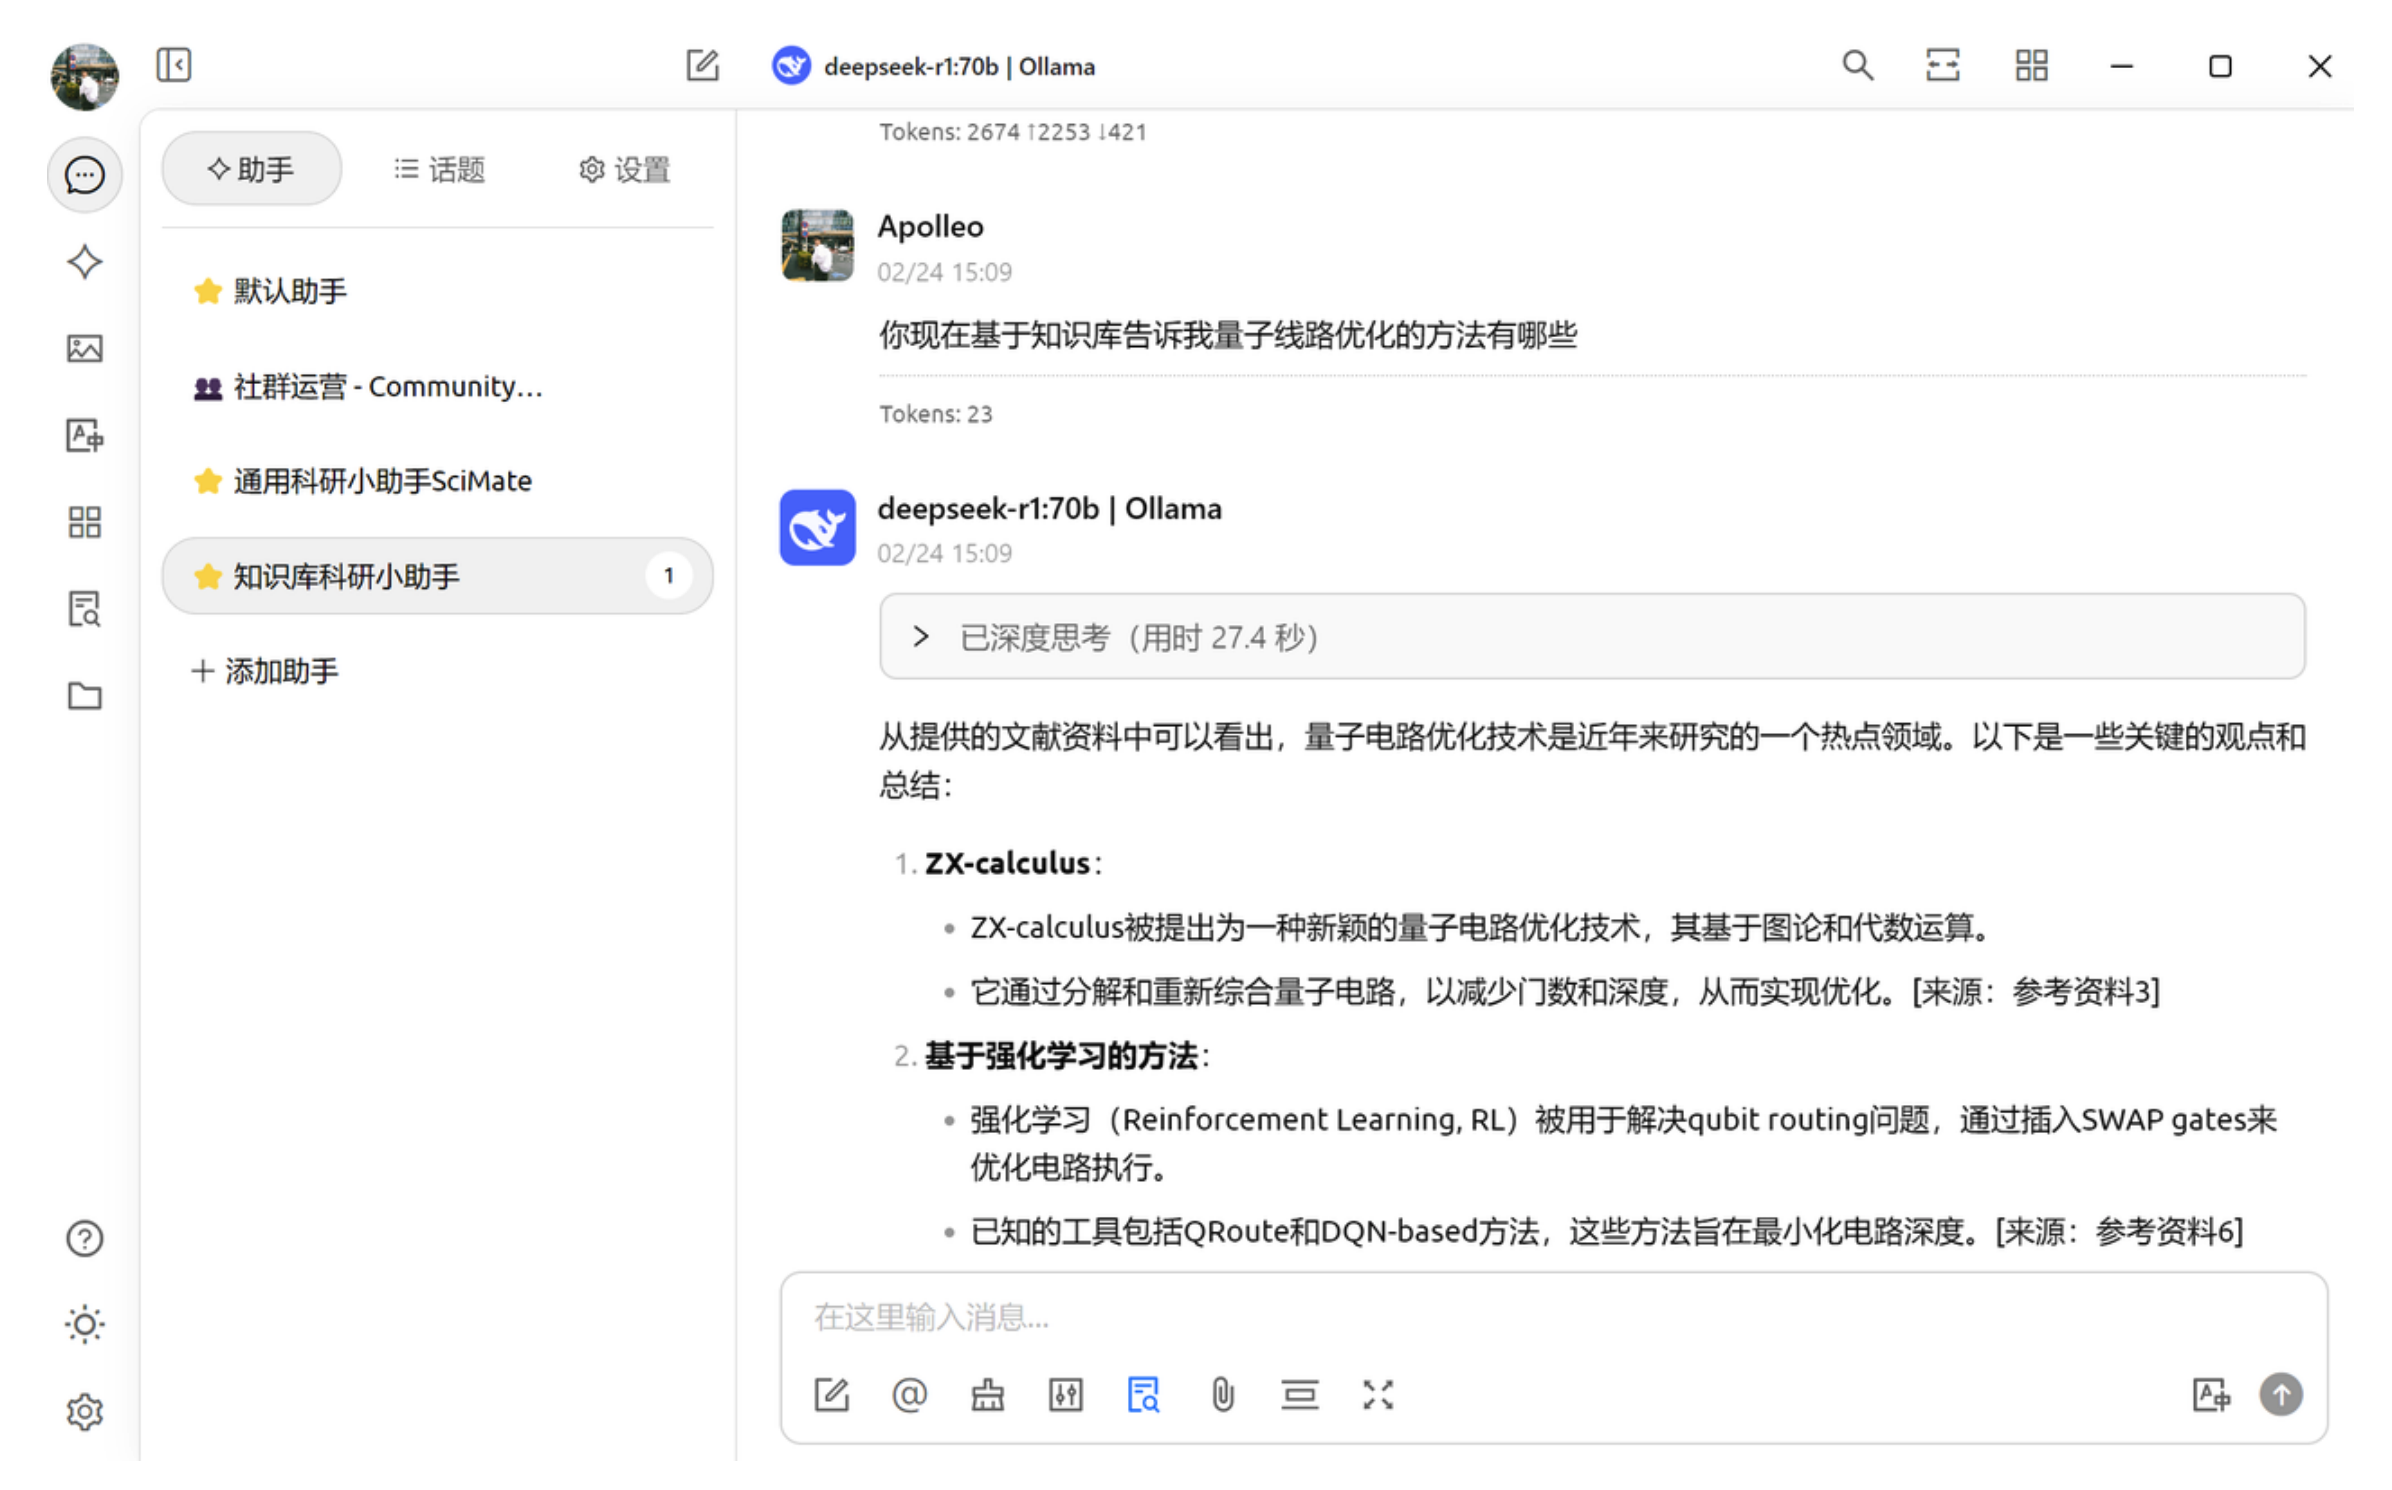 deepseek-r1:70b | Ollama
助手
话题
设置
默认助手
社群运营 - Community...
通用科研小助手SciMate
知识库科研小助手
1
添加助手
Tokens: 2674 ↑2253 ↓421
Apolleo
02/24 15:09
你现在基于知识库告诉我量子线路优化的方法有哪些
Tokens: 23
deepseek-r1:70b | Ollama
02/24 15:09
已深度思考（用时 27.4 秒）
从提供的文献资料中可以看出，量子电路优化技术是近年来研究的一个热点领域。以下是一些关键的观点和
总结：
1. ZX-calculus：
• ZX-calculus被提出为一种新颖的量子电路优化技术，其基于图论和代数运算。
• 它通过分解和重新综合量子电路，以减少门数和深度，从而实现优化。[来源：参考资料3]
2. 基于强化学习的方法：
• 强化学习（Reinforcement Learning, RL）被用于解决qubit routing问题，通过插入SWAP gates来
优化电路执行。
• 已知的工具包括QRoute和DQN-based方法，这些方法旨在最小化电路深度。[来源：参考资料6]
在这里输入消息...